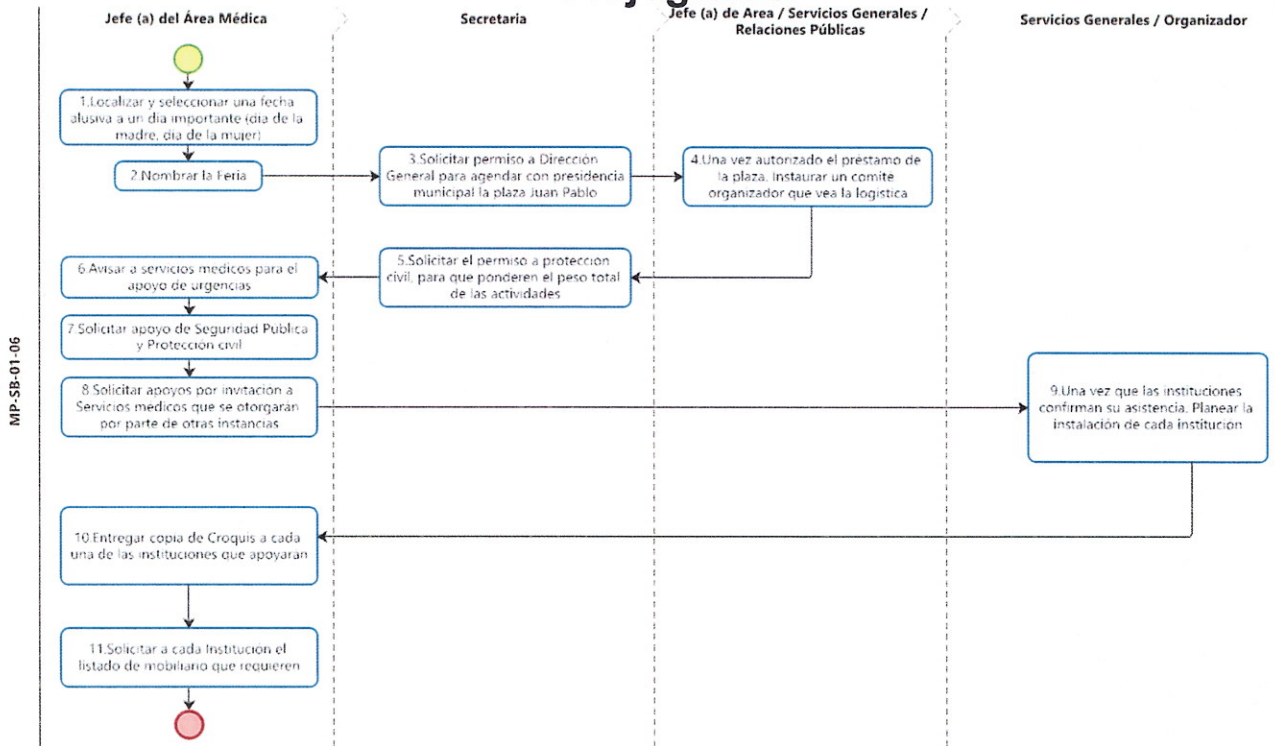 Jefe (a) del Área Médica
Secretaria
Jefe (a) de Area / Servicios Generales /
Relaciones Públicas
Servicios Generales / Organizador
MP-SB-01-06
1.Localizar y seleccionar una fecha
alusiva a un dia importante (dia de la
madre, dia de la mujer)
2.Nombrar la Feria
3.Solicitar permiso a Dirección
General para agendar con presidencia
municipal la plaza Juan Pablo
4.Una vez autorizado el prestamo de
la plaza. Instaurar un comite
organizador que vea la logistica
5.Solicitar el permiso a protección
civil, para que ponderen el peso total
de las actividades
6.Avisar a servicios medicos para el
apoyo de urgencias
7.Solicitar apoyo de Seguridad Publica
y Protección civil
8.Solicitar apoyos por invitación a
Servicios medicos que se otorgarán
por parte de otras instancias
9.Una vez que las instituciones
confirman su asistencia. Planear la
instalación de cada institución
10.Entregar copia de Croquis a cada
una de las instituciones que apoyaran
11.Solicitar a cada Institución el
listado de mobiliario que requieren